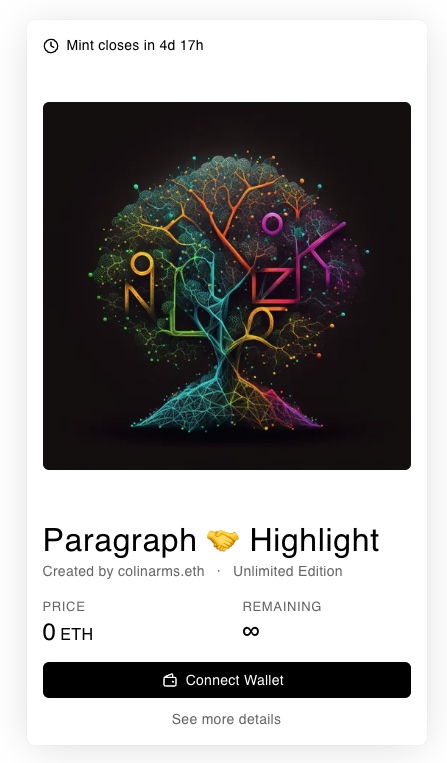 Mint closes in 4d 17h
Paragraph 🤝 Highlight
Created by colinarms.eth · Unlimited Edition
PRICE REMAINING
0 ETH ∞
Connect Wallet
See more details